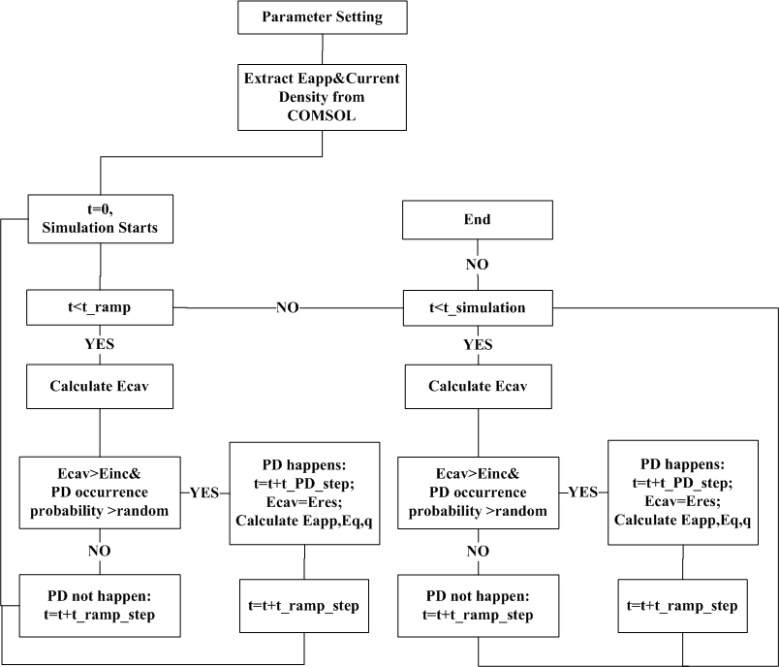 Parameter Setting
Extract Eapp&Current
Density from
COMSOL
t=0,
Simulation Starts
End
NO
t<t_ramp
NO
t<t_simulation
YES
YES
Calculate Ecav
Calculate Ecav
Ecav>Einc&
PD occurrence
probability >random
YES
PD happens:
t=t+t_PD_step;
Ecav=Eres;
Calculate Eapp,Eq,q
Ecav>Einc&
PD occurrence
probability>random
YES
PD happens:
t=t+t_PD_step;
Ecav=Eres;
Calculate Eapp,Eq,q
NO
NO
PD not happen:
t=t+t_ramp_step
t=t+t_ramp_step
PD not happen:
t=t+t_ramp_step
t=t+t_ramp_step